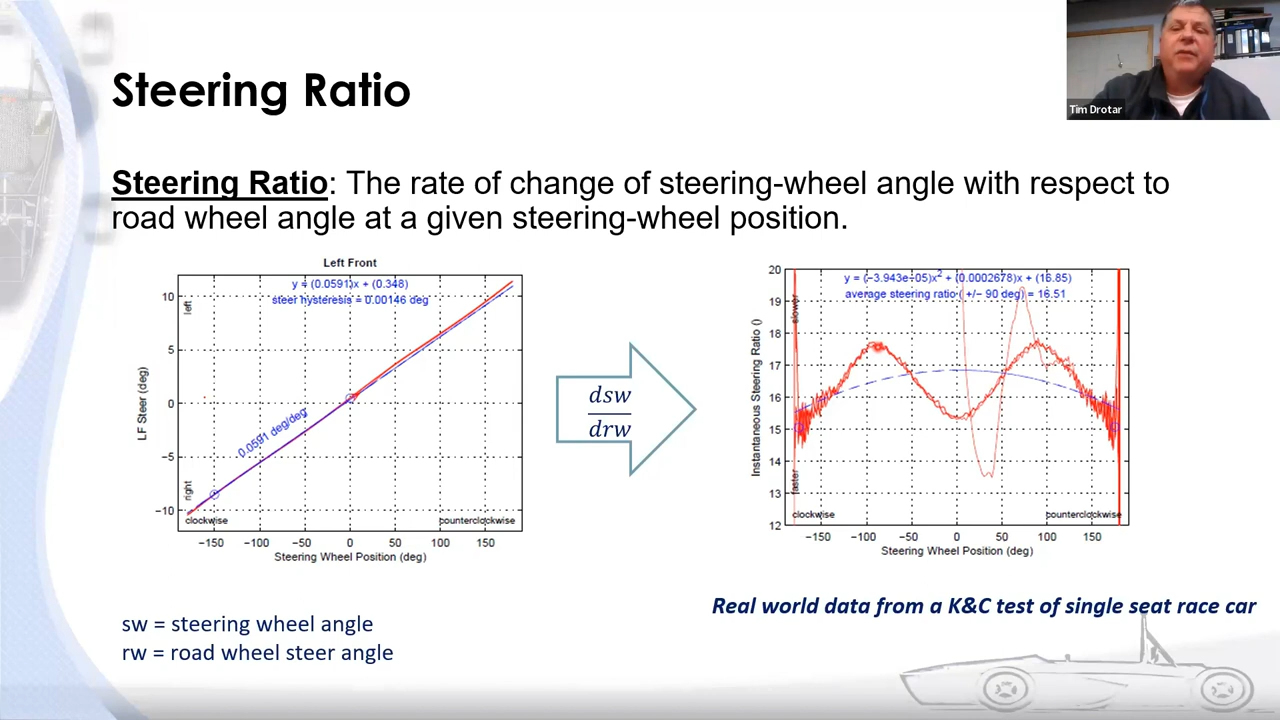 Tim Drotar
Steering Ratio
Steering Ratio: The rate of change of steering-wheel angle with respect to
road wheel angle at a given steering-wheel position.
Left Front
y = (0.0591)x + (0.348)
steer hysteresis = 0.00146 deg
left
right
0.0591 deg/deg
clockwise
counterclockwise
LF Steer (deg)
10
5
0
−5
−10
−150 −100 −50 0 50 100 150
Steering Wheel Position (deg)
dsw
drw
y = (−3.943e−05)x² + (0.0002678)x + (16.85)
average steering ratio ( +/− 90 deg) = 16.51
slower
faster
clockwise
counterclockwise
Instantaneous Steering Ratio ()
20
19
18
17
16
15
14
13
12
−150 −100 −50 0 50 100 150
Steering Wheel Position (deg)
Real world data from a K&C test of single seat race car
sw = steering wheel angle
rw = road wheel steer angle